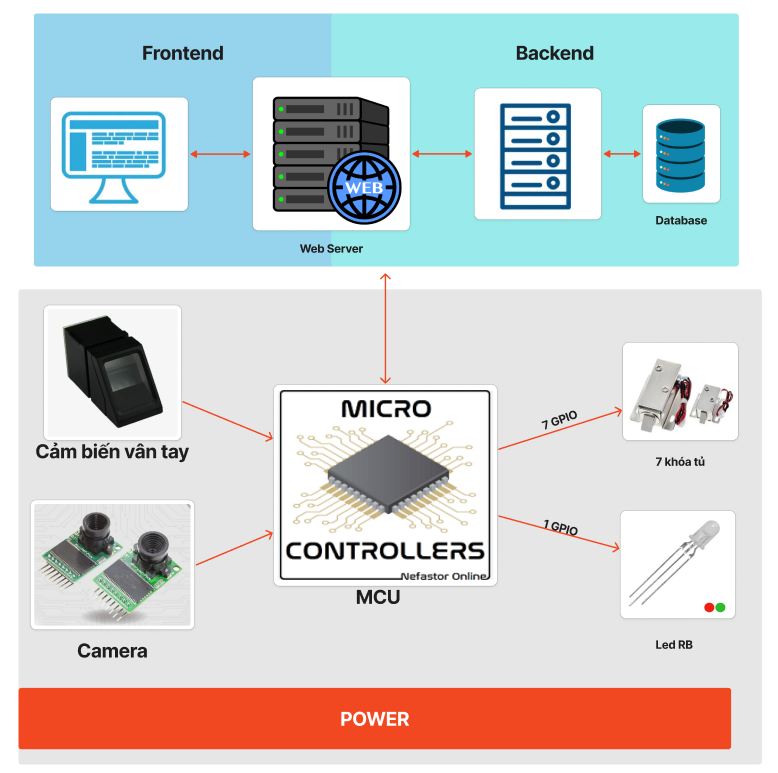 Frontend
Backend
WEB
Web Server
Database
Cảm biến vân tay
Camera
MICRO
CONTROLLERS
Nefastor Online
MCU
7 GPIO
7 khóa tủ
1 GPIO
Led RB
POWER